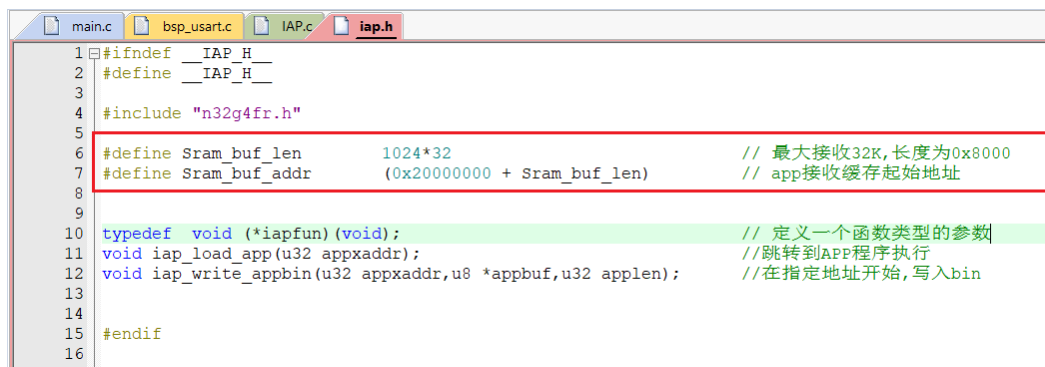 main.c bsp_usart.c IAP.c iap.h
1 #ifndef __IAP_H__
2 #define __IAP_H__
3
4 #include "n32g4fr.h"
5
6 #define Sram_buf_len 1024*32 // 最大接收32K,长度为0x8000
7 #define Sram_buf_addr (0x20000000 + Sram_buf_len) // app接收缓存起始地址
8
9
10 typedef void (*iapfun)(void); // 定义一个函数类型的参数
11 void iap_load_app(u32 appxaddr); //跳转到APP程序执行
12 void iap_write_appbin(u32 appxaddr,u8 *appbuf,u32 applen); //在指定地址开始,写入bin
13
14
15 #endif
16